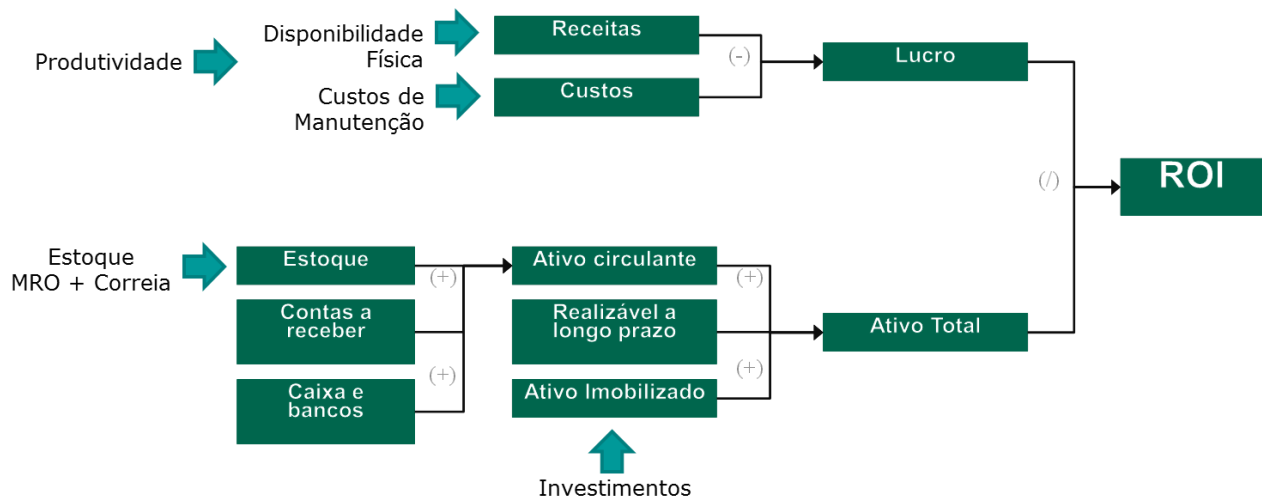 Produtividade
Disponibilidade
Física
Custos de
Manutenção
Receitas
Custos
(-)
Lucro
(/)
ROI
Estoque
MRO + Correia
Estoque
Contas a
receber
Caixa e
bancos
(+)
(+)
Ativo circulante
Realizável a
longo prazo
Ativo Imobilizado
(+)
(+)
Ativo Total
Investimentos